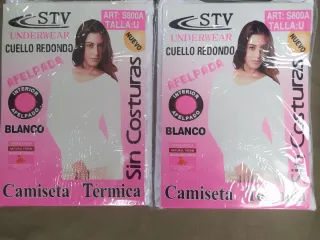 STV
UNDERWEAR
CUELLO REDONDO
ART: S800A
TALLA:U
NUEVO
AFELPADA
INTERIOR
AFELPADO
BLANCO
Sin Costuras
Camiseta Termica
STV
UNDERWEAR
CUELLO REDONDO
ART: S800A
TALLA:U
NUEVO
AFELPADA
INTERIOR
AFELPADO
BLANCO
Sin Costuras
Camiseta Termica